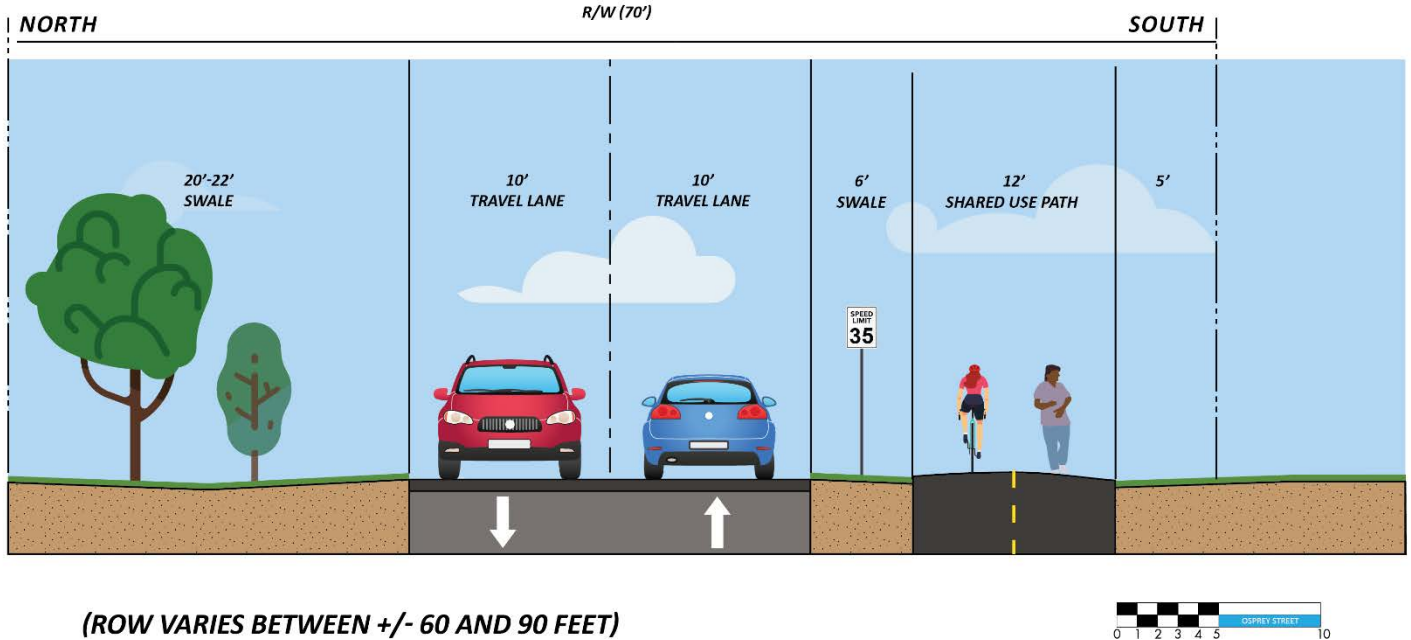 R/W (70’)
NORTH
SOUTH
20’-22’
SWALE
10’
TRAVEL LANE
10’
TRAVEL LANE
6’
SWALE
12’
SHARED USE PATH
5’
SPEED
LIMIT
35
(ROW VARIES BETWEEN +/- 60 AND 90 FEET)
OSPREY STREET
0 1 2 3 4 5 10